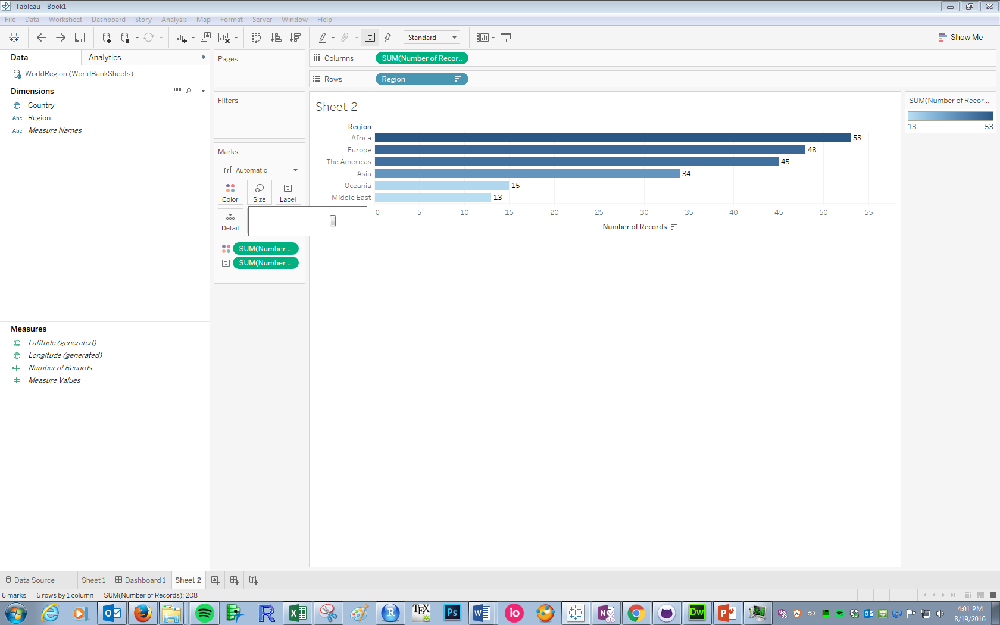 Tableau - Book1
File Data Worksheet Dashboard Story Analysis Map Format Server Window Help
Standard
Show Me
Data
Analytics
WorldRegion (WorldBankSheets)
Dimensions
Country
Abc Region
Abc Measure Names
Measures
Latitude (generated)
Longitude (generated)
=# Number of Records
# Measure Values
Pages
Filters
Marks
Automatic
Color Size Label
Detail
SUM(Number ..
T SUM(Number ..
Columns SUM(Number of Recor..
Rows Region
Sheet 2
Region
Africa 53
Europe 48
The Americas 45
Asia 34
Oceania 15
Middle East 13
0 5 10 15 20 25 30 35 40 45 50 55
Number of Records
SUM(Number of Recor...
13 53
Data Source Sheet 1 Dashboard 1 Sheet 2
6 marks 6 rows by 1 column SUM(Number of Records): 208
4:01 PM
8/19/2016